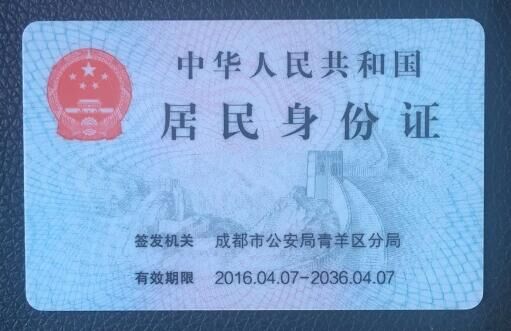 中华人民共和国
居民身份证
签发机关 成都市公安局青羊区分局
有效期限 2016.04.07-2036.04.07